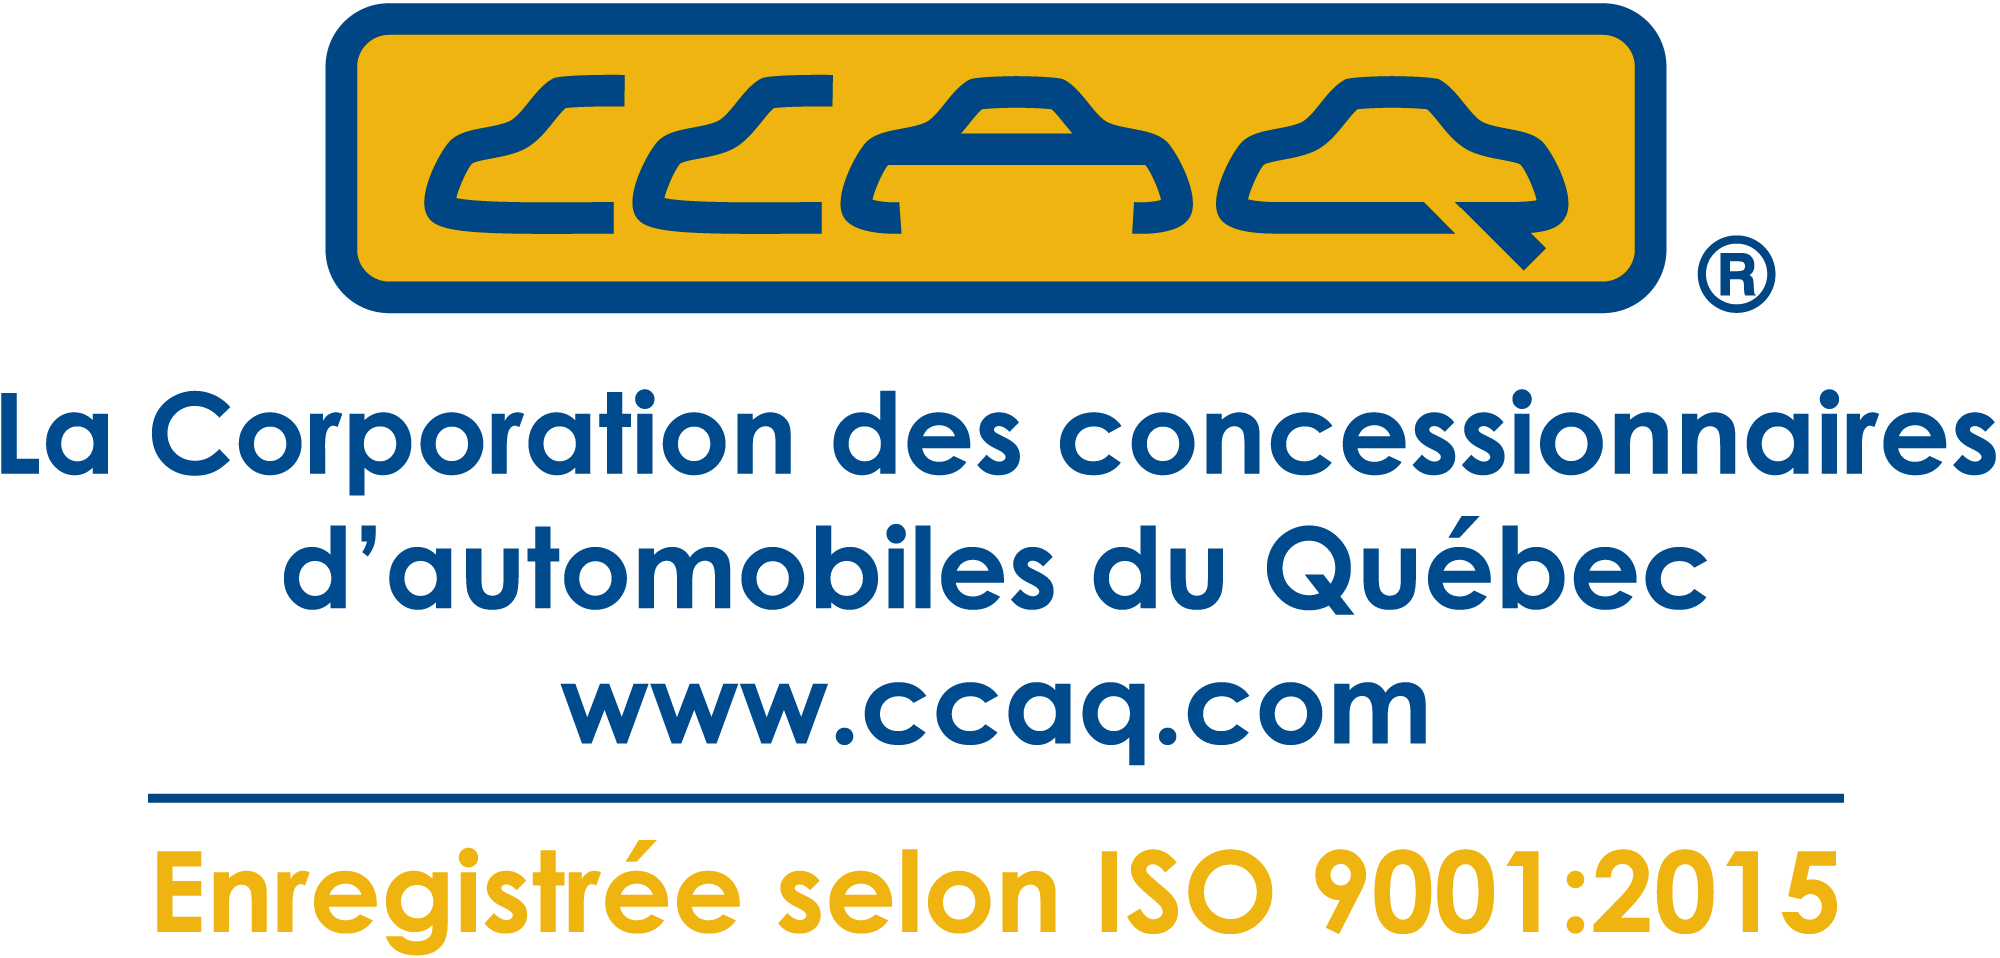 CCAQ
®
La Corporation des concessionnaires
d’automobiles du Québec
www.ccaq.com
Enregistrée selon ISO 9001:2015